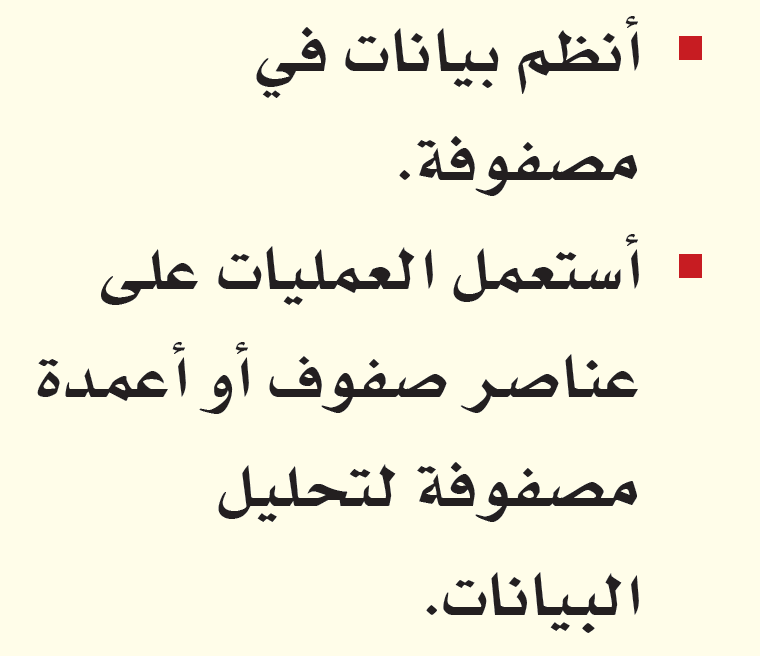 أنظم بيانات في
مصفوفة.
أستعمل العمليات على
عناصر صفوف أو أعمدة
مصفوفة لتحليل
البيانات.